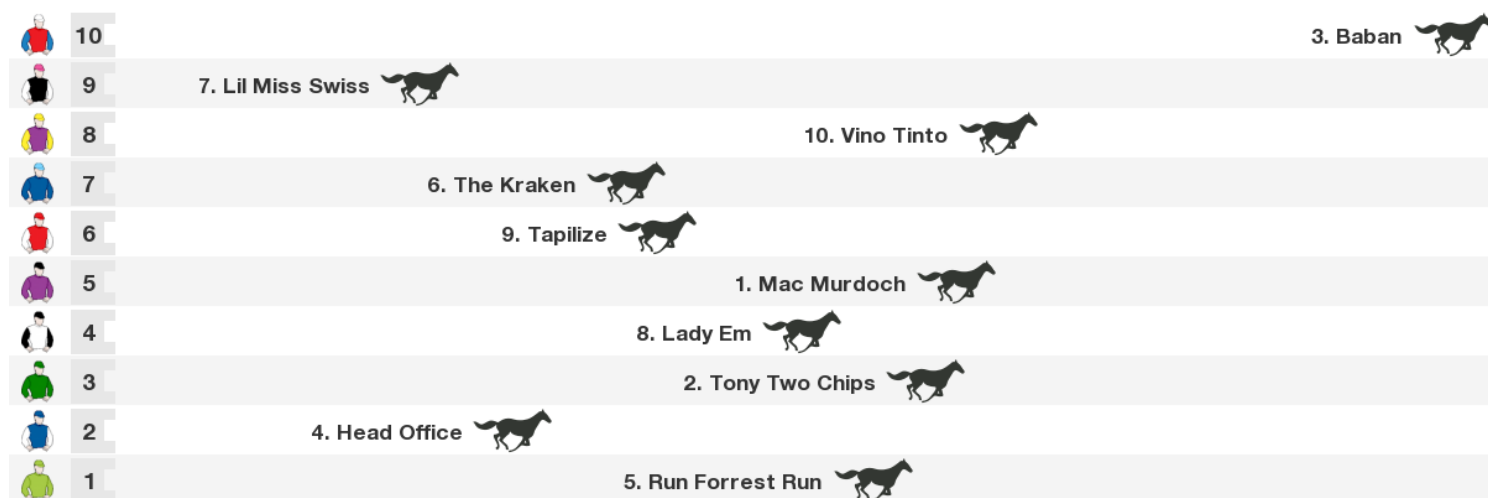 10 3. Baban
9 7. Lil Miss Swiss
8 10. Vino Tinto
7 6. The Kraken
6 9. Tapilize
5 1. Mac Murdoch
4 8. Lady Em
3 2. Tony Two Chips
2 4. Head Office
1 5. Run Forrest Run